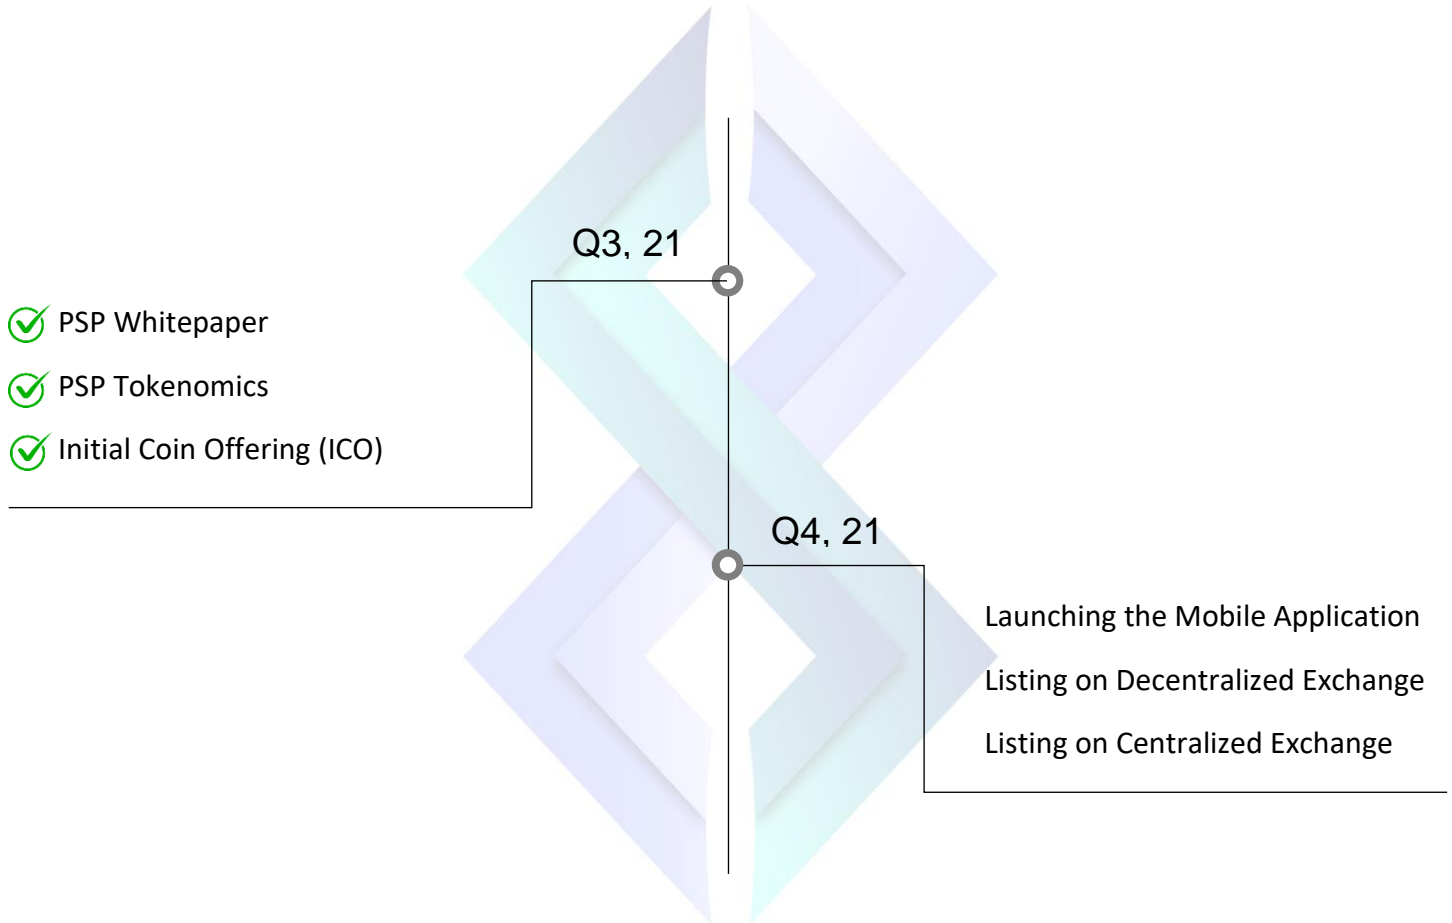 Q3, 21
PSP Whitepaper
PSP Tokenomics
Initial Coin Offering (ICO)
Q4, 21
Launching the Mobile Application
Listing on Decentralized Exchange
Listing on Centralized Exchange